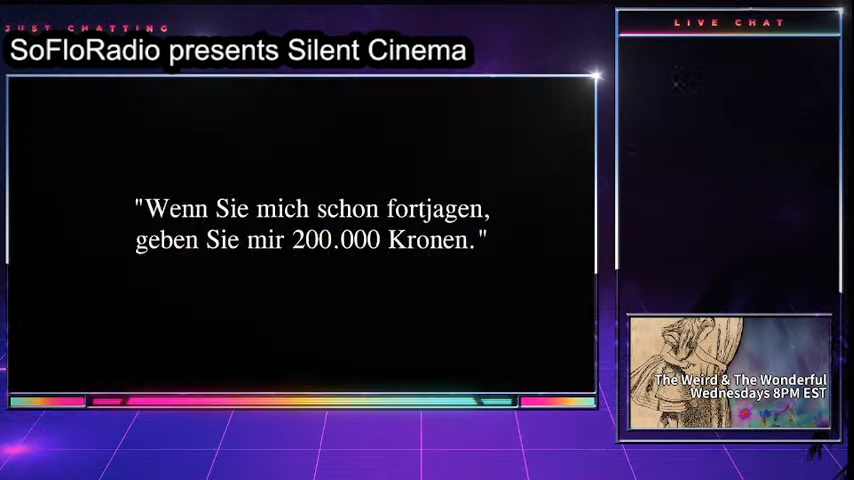 JUST CHATTING
SoFloRadio presents Silent Cinema
LIVE CHAT
"Wenn Sie mich schon fortjagen,
geben Sie mir 200.000 Kronen."
The Weird & The Wonderful
Wednesdays 8PM EST